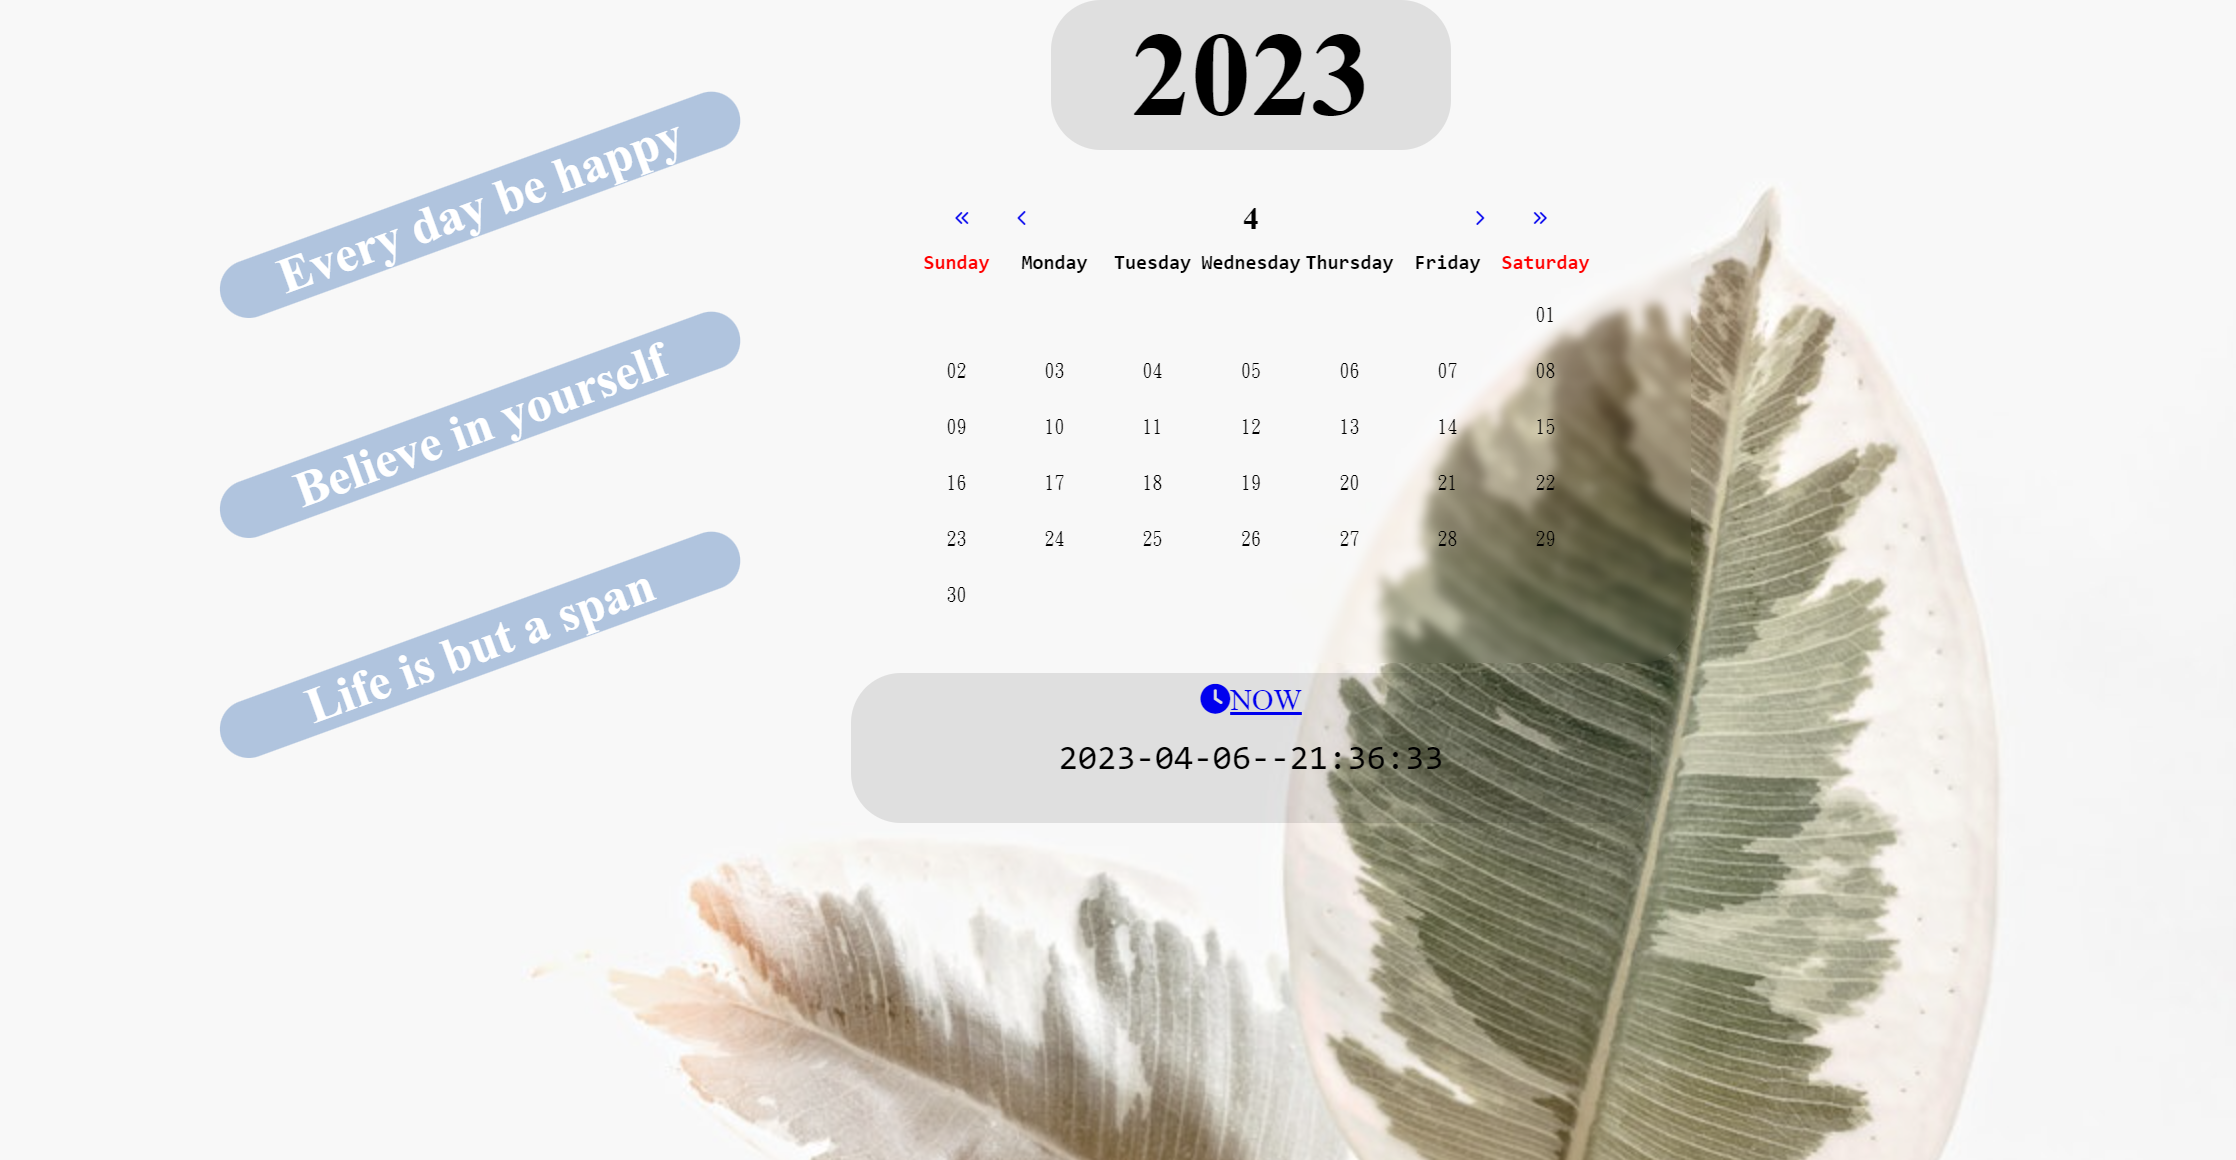 2023
Every day be happy
Believe in yourself
Life is but a span
« ‹ 4 › »
Sunday Monday Tuesday Wednesday Thursday Friday Saturday
01
02 03 04 05 06 07 08
09 10 11 12 13 14 15
16 17 18 19 20 21 22
23 24 25 26 27 28 29
30
NOW
2023-04-06--21:36:33